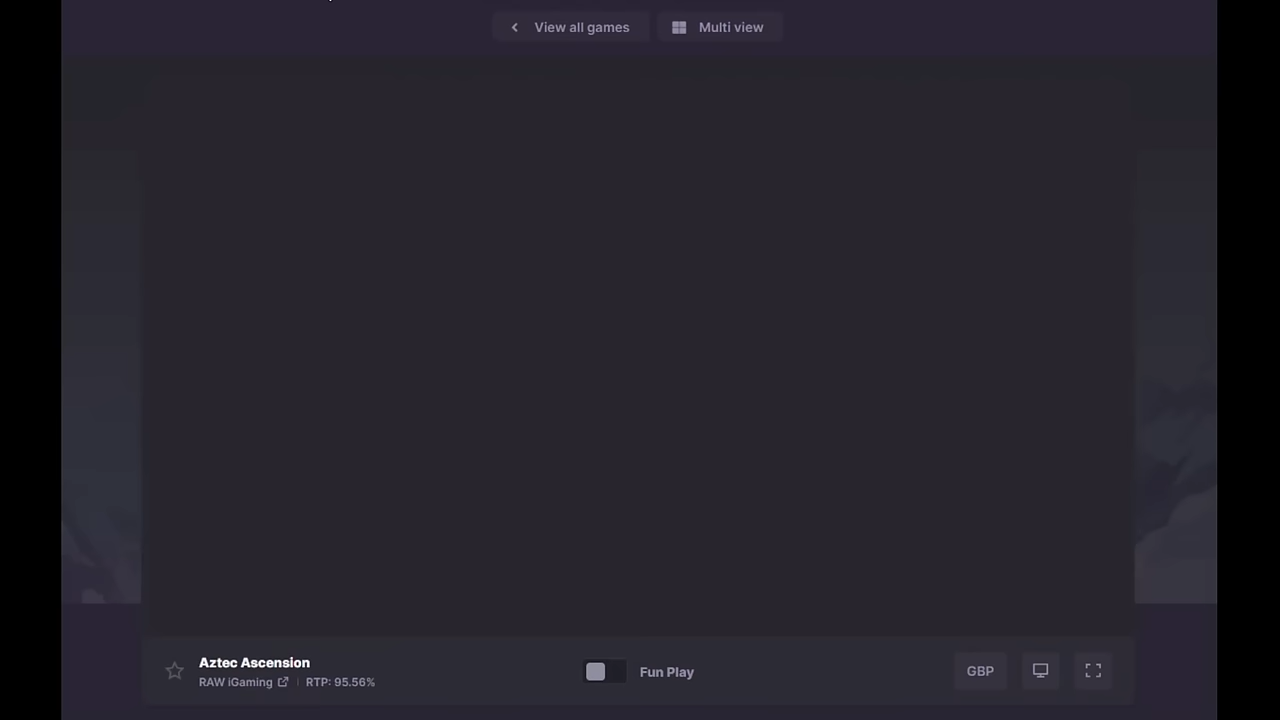 View all games
Multi view
Aztec Ascension
RAW iGaming
RTP: 95.56%
Fun Play
GBP